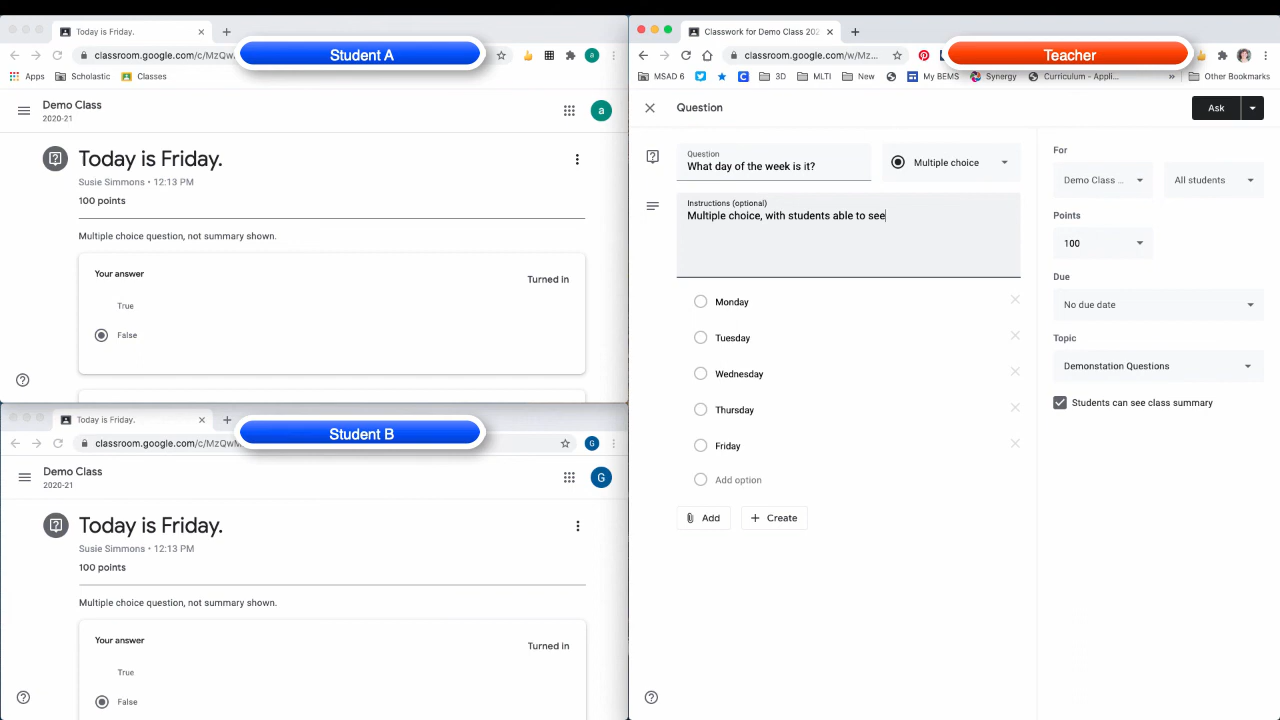 Today is Friday.
Student A
classroom.google.com/c/MzQwM
a
Apps
Scholastic
Classes
Demo Class
2020-21
a
Today is Friday.
Susie Simmons • 12:13 PM
100 points
Multiple choice question, not summary shown.
Your answer
Turned in
True
False
Today is Friday.
Student B
classroom.google.com/c/MzQwM
G
Demo Class
2020-21
G
Today is Friday.
Susie Simmons • 12:13 PM
100 points
Multiple choice question, not summary shown.
Your answer
Turned in
True
False
Classwork for Demo Class 202
Teacher
classroom.google.com/w/Mz...
MSAD 6
3D
MLTI
New
My BEMS
Synergy
Curriculum - Appli...
»
Other Bookmarks
Question
Ask
Question
What day of the week is it?
Multiple choice
Instructions (optional)
Multiple choice, with students able to see
Monday
Tuesday
Wednesday
Thursday
Friday
Add option
Add
Create
For
Demo Class ...
All students
Points
100
Due
No due date
Topic
Demonstation Questions
Students can see class summary